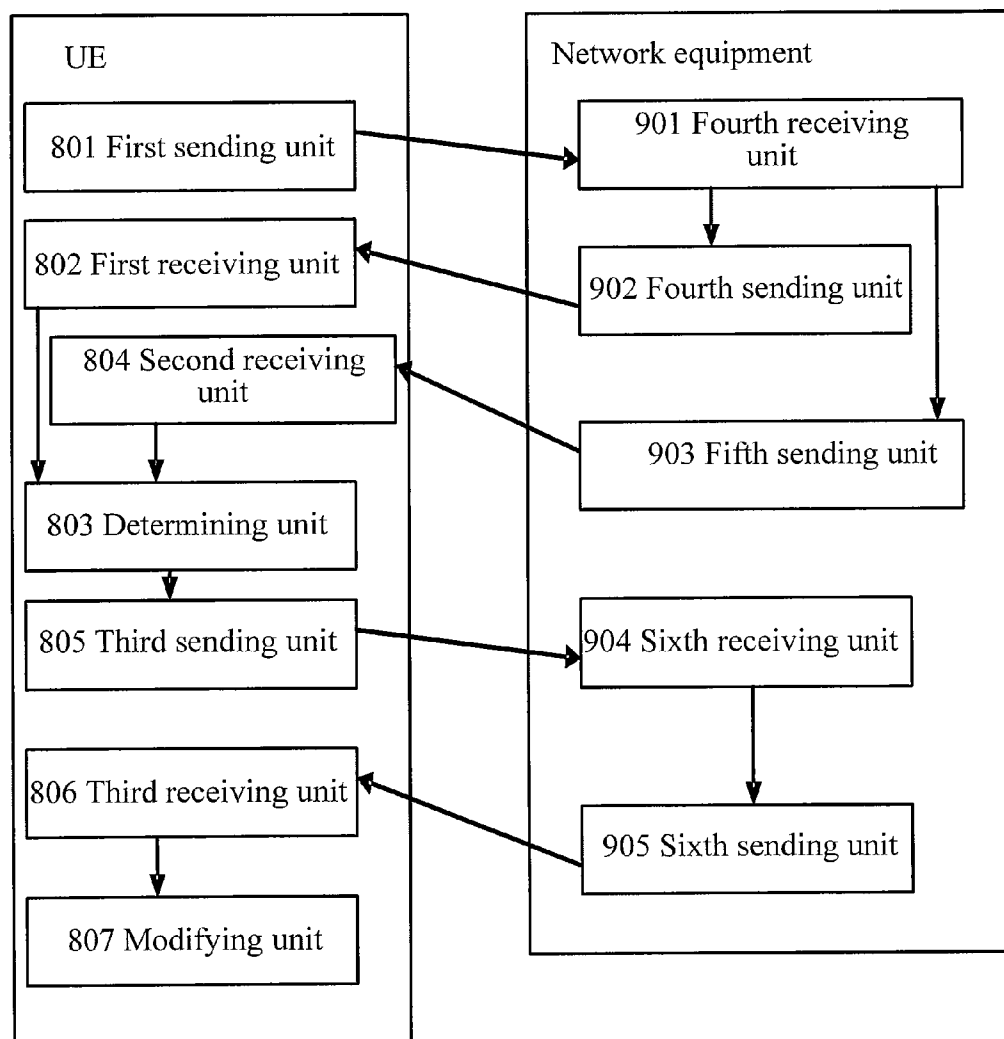 UE
801 First sending unit
802 First receiving unit
804 Second receiving
unit
803 Determining unit
805 Third sending unit
806 Third receiving unit
807 Modifying unit
Network equipment
901 Fourth receiving
unit
902 Fourth sending unit
903 Fifth sending unit
904 Sixth receiving unit
905 Sixth sending unit